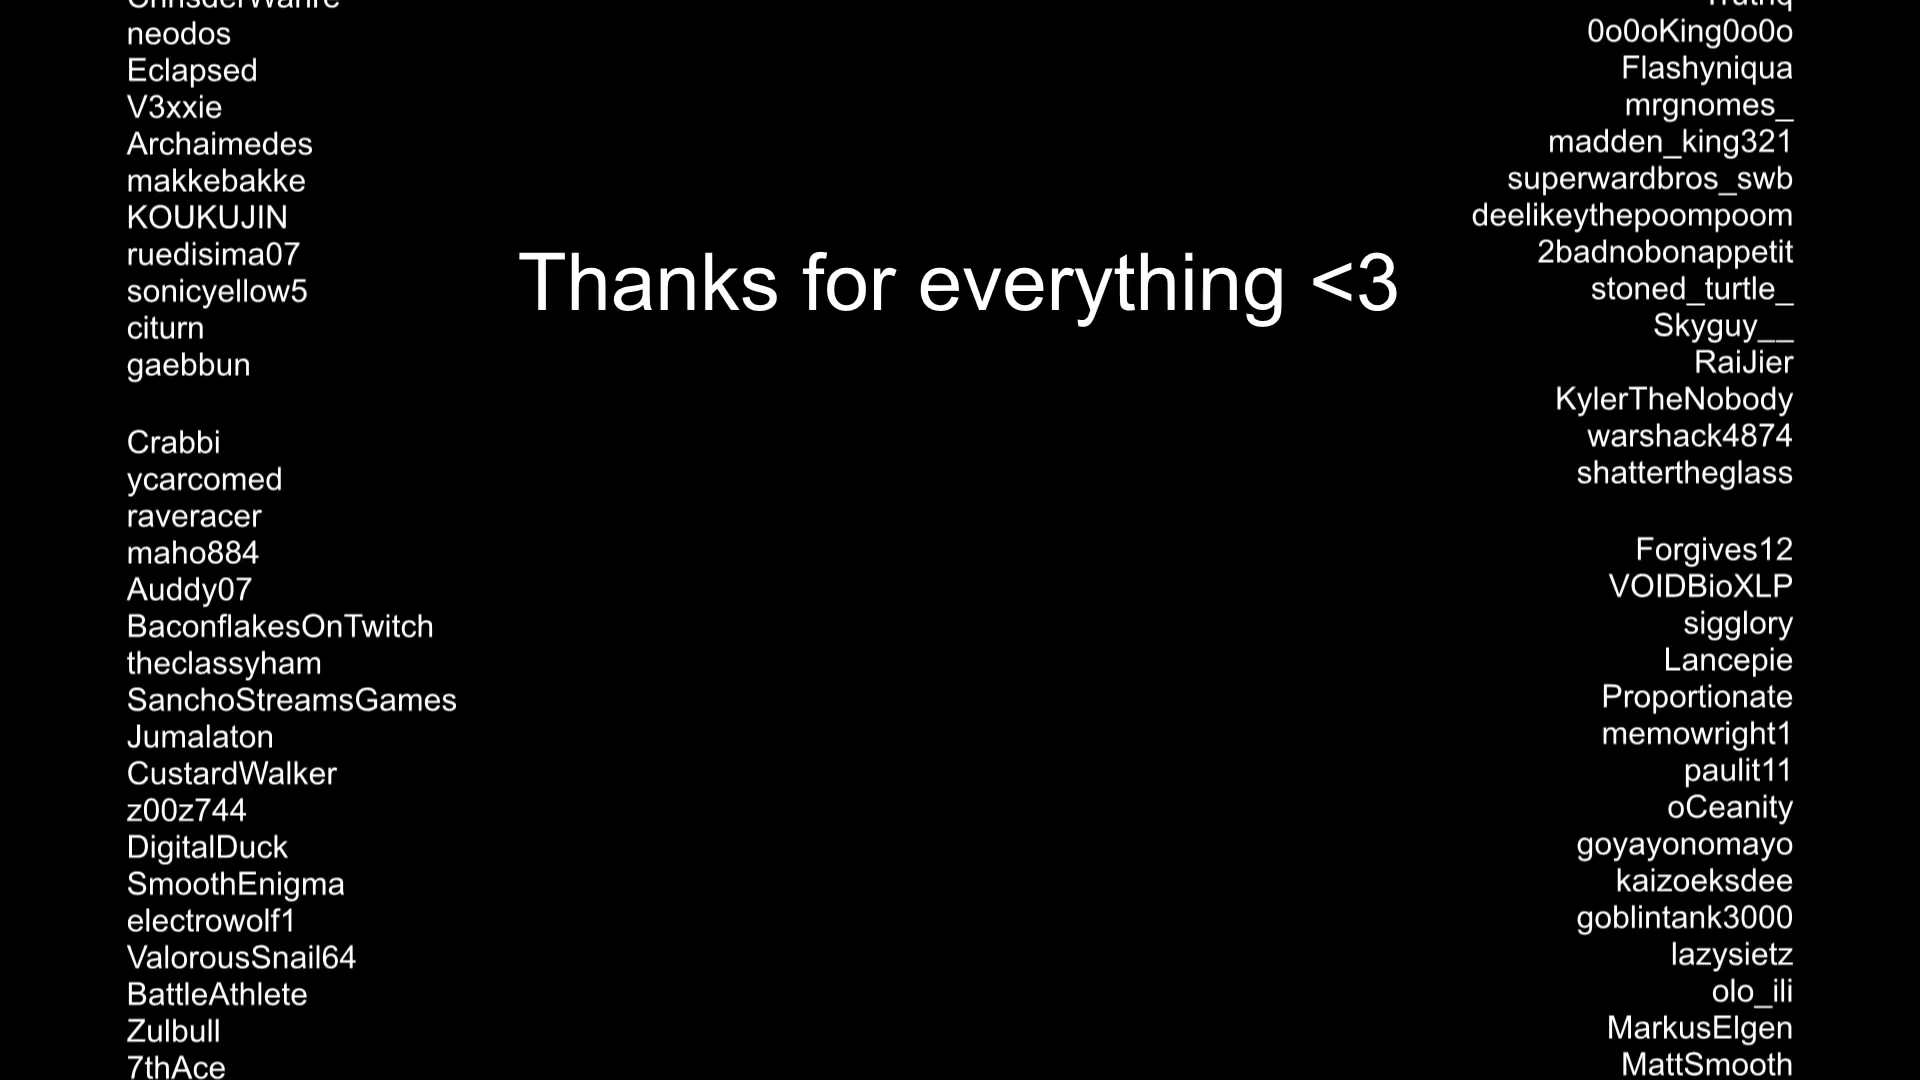 neodos
Eclapsed
V3xxie
Archaimedes
makkebakke
KOUKUJIN
ruedisima07
sonicyellow5
citurn
gaebbun
Crabbi
ycarcomed
raveracer
maho884
Auddy07
BaconflakesOnTwitch
theclassyham
SanchoStreamsGames
Jumalaton
CustardWalker
z00z744
DigitalDuck
SmoothEnigma
electrowolf1
ValorousSnail64
BattleAthlete
Zulbull
7thAce
Thanks for everything <3
0o0oKing0o0o
Flashyniqua
mrgnomes_
madden_king321
superwardbros_swb
deelikeythepoompoom
2badnobonappetit
stoned_turtle_
Skyguy__
RaiJier
KylerTheNobody
warshack4874
shattertheglass
Forgives12
VOIDBioXLP
sigglory
Lancepie
Proportionate
memowright1
paulit11
oCeanity
goyayonomayo
kaizoeksdee
goblintank3000
lazysietz
olo_ili
MarkusElgen
MattSmooth